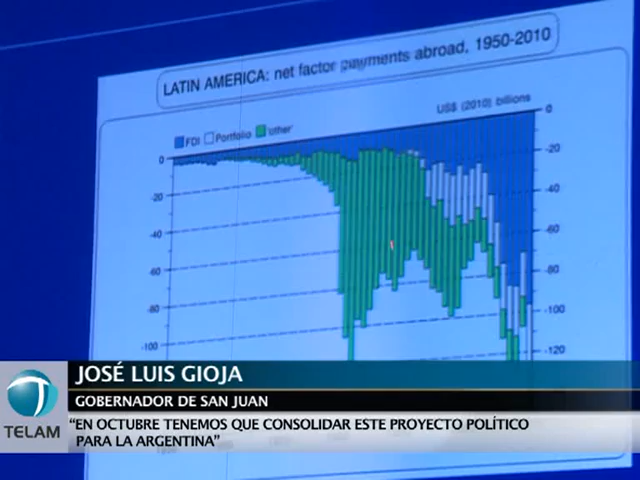 LATIN AMERICA: net factor payments abroad, 1950-2010
US$ (2010) billions
FDI Portfolio 'other'
0 0
-20 -20
-40 -40
-60 -60
-80 -80
-100 -100
-120
JOSÉ LUIS GIOJA
GOBERNADOR DE SAN JUAN
"EN OCTUBRE TENEMOS QUE CONSOLIDAR ESTE PROYECTO POLÍTICO
PARA LA ARGENTINA"
TELAM